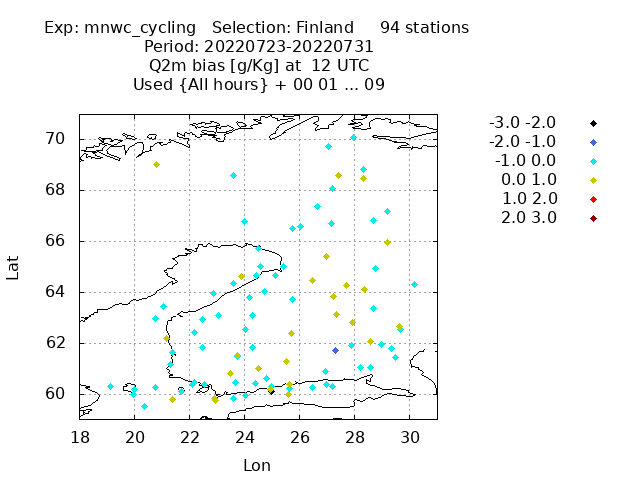 Exp: mnwc_cycling   Selection: Finland     94 stations
Period: 20220723-20220731
Q2m bias [g/Kg] at  12 UTC
Used {All hours} + 00 01 ... 09
-3.0 -2.0
-2.0 -1.0
-1.0 0.0
0.0 1.0
1.0 2.0
2.0 3.0
70
68
66
64
62
60
Lat
18 20 22 24 26 28 30
Lon